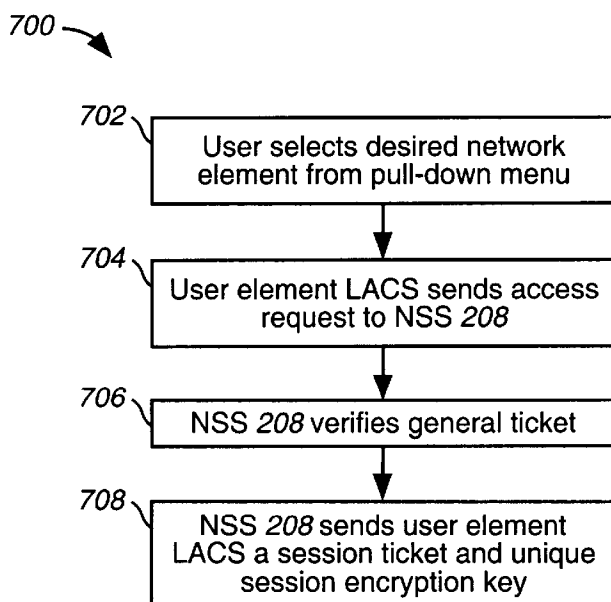 700
702
User selects desired network
element from pull-down menu
704
User element LACS sends access
request to NSS 208
706
NSS 208 verifies general ticket
708
NSS 208 sends user element
LACS a session ticket and unique
session encryption key